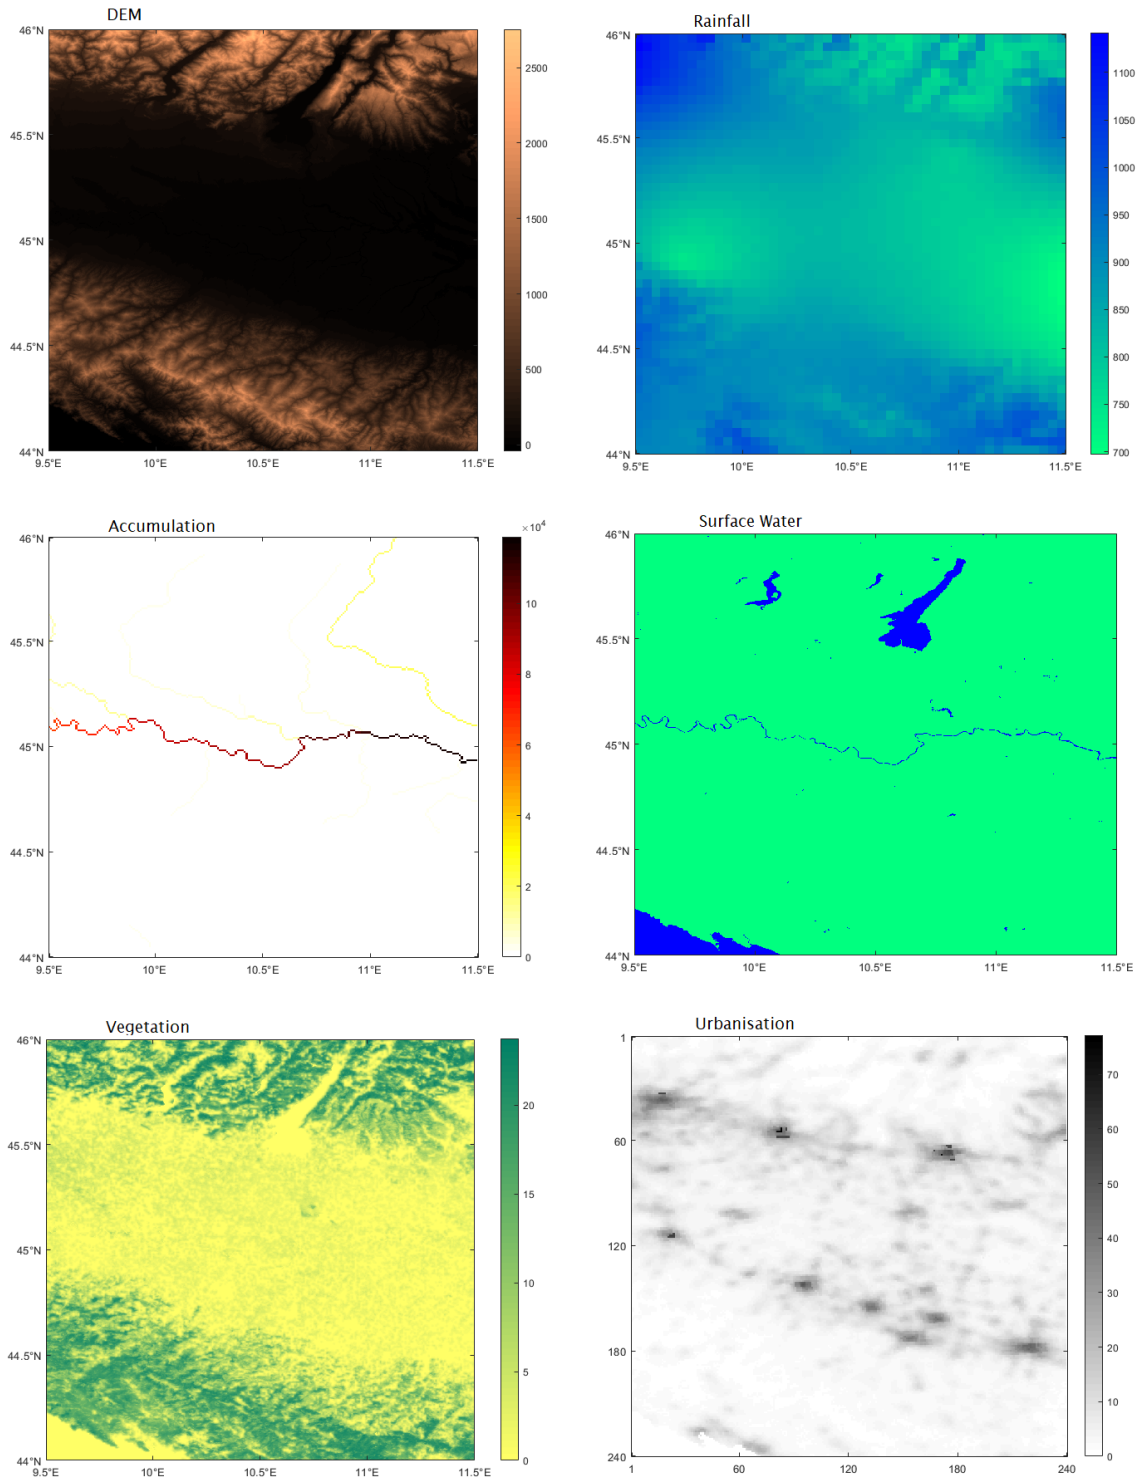 DEM
46°N
45.5°N
45°N
44.5°N
44°N
9.5°E 10°E 10.5°E 11°E 11.5°E
2500
2000
1500
1000
500
0
Rainfall
46°N
45.5°N
45°N
44.5°N
44°N
9.5°E 10°E 10.5°E 11°E 11.5°E
1100
1050
1000
950
900
850
800
750
700
Accumulation
×10⁴
46°N
45.5°N
45°N
44.5°N
44°N
9.5°E 10°E 10.5°E 11°E 11.5°E
10
8
6
4
2
0
Surface Water
46°N
45.5°N
45°N
44.5°N
44°N
9.5°E 10°E 10.5°E 11°E 11.5°E
Vegetation
46°N
45.5°N
45°N
44.5°N
44°N
9.5°E 10°E 10.5°E 11°E 11.5°E
20
15
10
5
0
Urbanisation
1
60
120
180
240
1 60 120 180 240
70
60
50
40
30
20
10
0